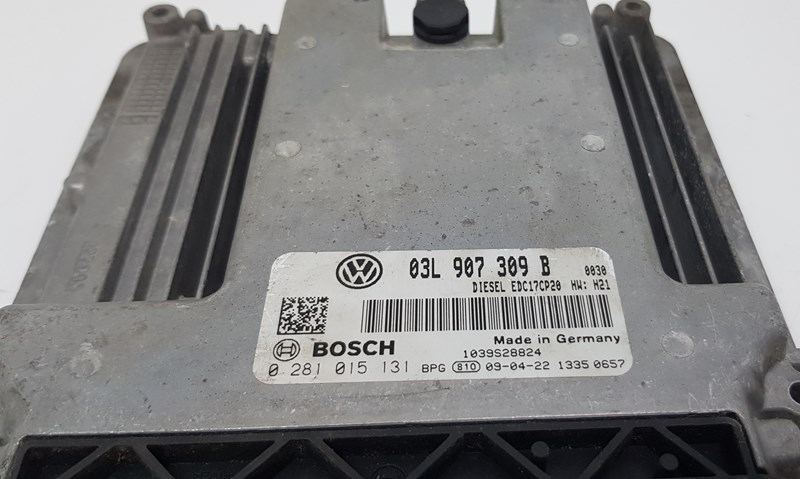 03L 907 309 B 0030
DIESEL EDC17CP20 HW: H21
Made in Germany
BOSCH 1039S28824
0 281 015 131 BPG 810 09-04-22 1335 0657